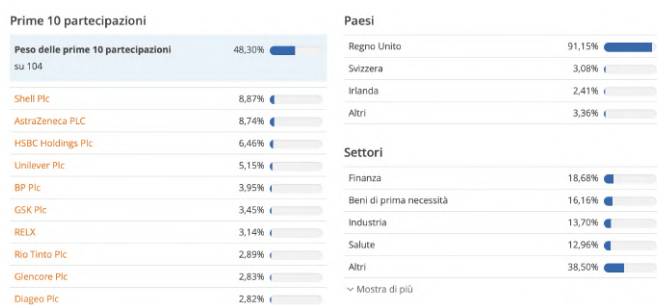 Prime 10 partecipazioni
Peso delle prime 10 partecipazioni 48,30%
su 104
Shell Plc 8,87%
AstraZeneca PLC 8,74%
HSBC Holdings Plc 6,46%
Unilever Plc 5,15%
BP Plc 3,95%
GSK Plc 3,45%
RELX 3,14%
Rio Tinto Plc 2,89%
Glencore Plc 2,83%
Diageo Plc 2,82%
Paesi
Regno Unito 91,15%
Svizzera 3,08%
Irlanda 2,41%
Altri 3,36%
Settori
Finanza 18,68%
Beni di prima necessità 16,16%
Industria 13,70%
Salute 12,96%
Altri 38,50%
Mostra di più